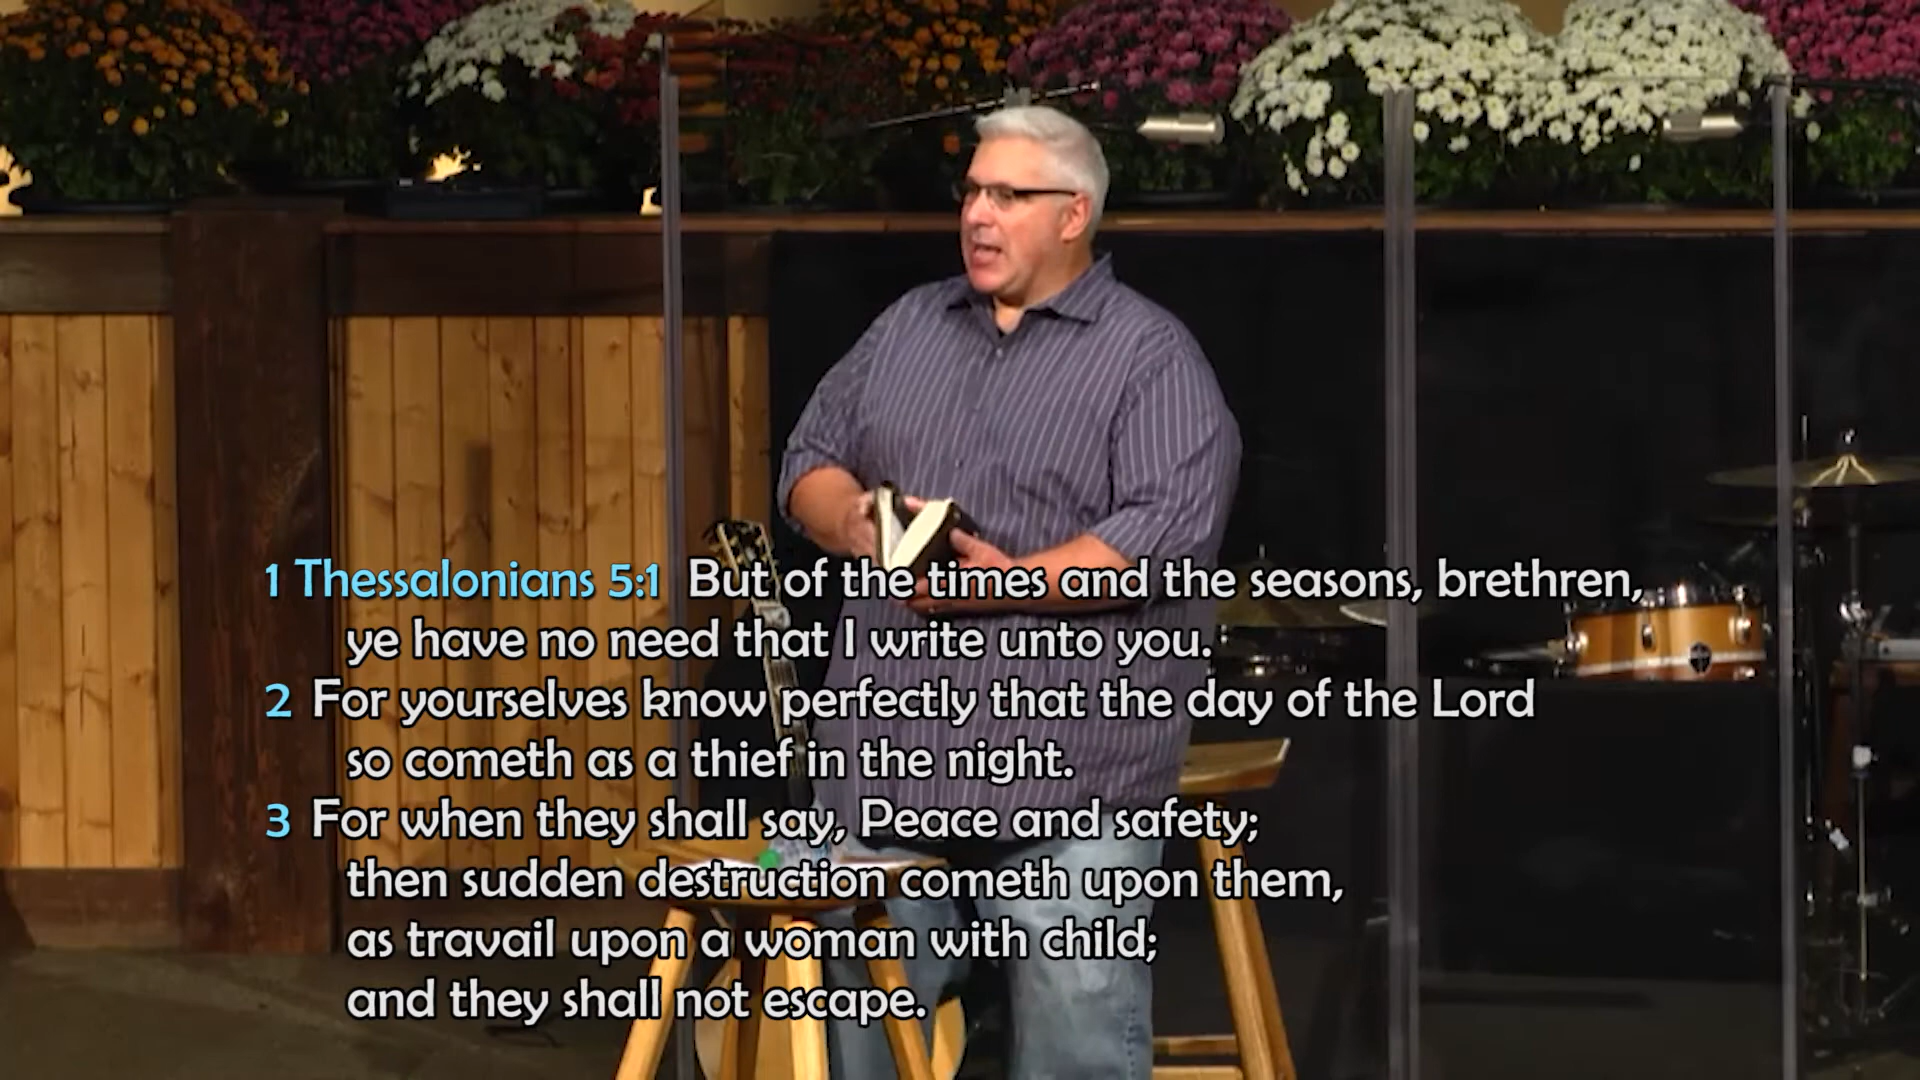 1 Thessalonians 5:1 But of the times and the seasons, brethren,
ye have no need that I write unto you.
2 For yourselves know perfectly that the day of the Lord
so cometh as a thief in the night.
3 For when they shall say, Peace and safety;
then sudden destruction cometh upon them,
as travail upon a woman with child;
and they shall not escape.